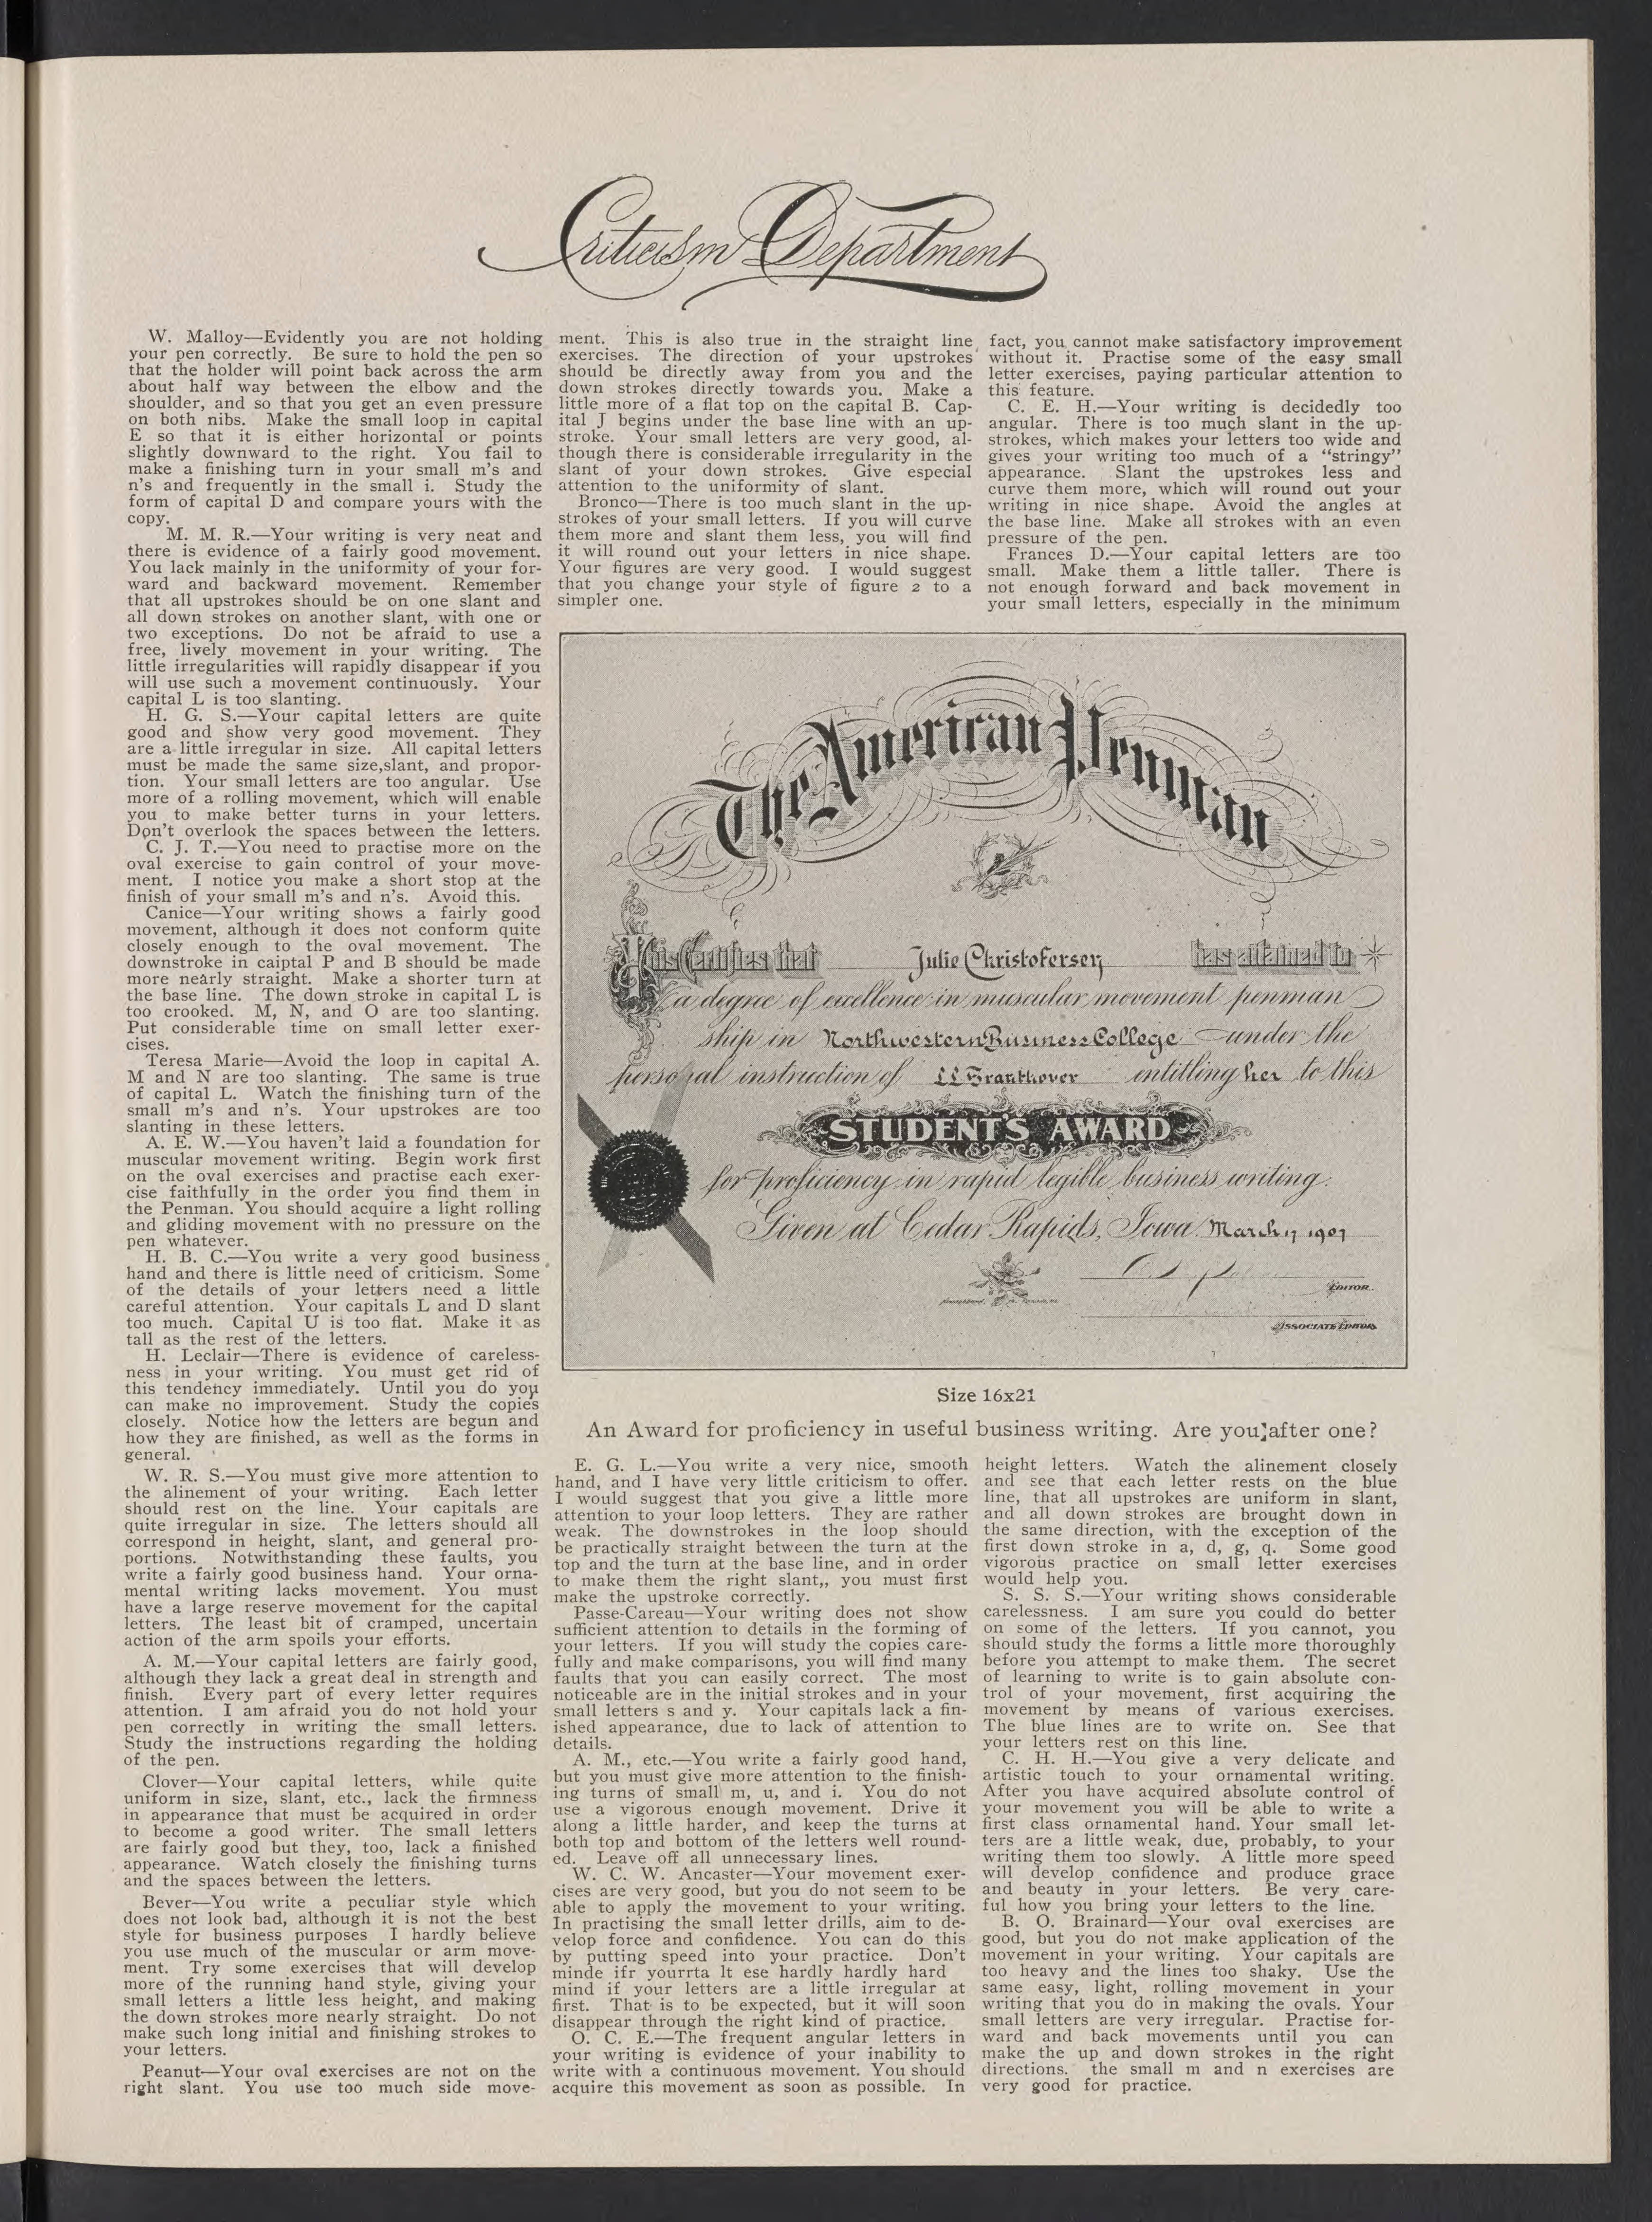 Criticism Department
W. Malloy—Evidently you are not holding
your pen correctly. Be sure to hold the pen so
that the holder will point back across the arm
about half way between the elbow and the
shoulder, and so that you get an even pressure
on both nibs. Make the small loop in capital
E so that it is either horizontal or points
slightly downward to the right. You fail to
make a finishing turn in your small m's and
n's and frequently in the small i. Study the
form of capital D and compare yours with the
copy.
M. M. R.—Your writing is very neat and
there is evidence of a fairly good movement.
You lack mainly in the uniformity of your for-
ward and backward movement. Remember
that all upstrokes should be on one slant and
all down strokes on another slant, with one or
two exceptions. Do not be afraid to use a
free, lively movement in your writing. The
little irregularities will rapidly disappear if you
will use such a movement continuously. Your
capital L is too slanting.
H. G. S.—Your capital letters are quite
good and show very good movement. They
are a little irregular in size. All capital letters
must be made the same size,slant, and propor-
tion. Your small letters are too angular. Use
more of a rolling movement, which will enable
you to make better turns in your letters.
Don't overlook the spaces between the letters.
C. J. T.—You need to practise more on the
oval exercise to gain control of your move-
ment. I notice you make a short stop at the
finish of your small m's and n's. Avoid this.
Canice—Your writing shows a fairly good
movement, although it does not conform quite
closely enough to the oval movement. The
downstroke in caiptal P and B should be made
more nearly straight. Make a shorter turn at
the base line. The down stroke in capital L is
too crooked. M, N, and O are too slanting.
Put considerable time on small letter exer-
cises.
Teresa Marie—Avoid the loop in capital A.
M and N are too slanting. The same is true
of capital L. Watch the finishing turn of the
small m's and n's. Your upstrokes are too
slanting in these letters.
A. E. W.—You haven't laid a foundation for
muscular movement writing. Begin work first
on the oval exercises and practise each exer-
cise faithfully in the order you find them in
the Penman. You should acquire a light rolling
and gliding movement with no pressure on the
pen whatever.
H. B. C.—You write a very good business
hand and there is little need of criticism. Some
of the details of your letters need a little
careful attention. Your capitals L and D slant
too much. Capital U is too flat. Make it as
tall as the rest of the letters.
H. Leclair—There is evidence of careless-
ness in your writing. You must get rid of
this tendency immediately. Until you do you
can make no improvement. Study the copies
closely. Notice how the letters are begun and
how they are finished, as well as the forms in
general.
W. R. S.—You must give more attention to
the alinement of your writing. Each letter
should rest on the line. Your capitals are
quite irregular in size. The letters should all
correspond in height, slant, and general pro-
portions. Notwithstanding these faults, you
write a fairly good business hand. Your orna-
mental writing lacks movement. You must
have a large reserve movement for the capital
letters. The least bit of cramped, uncertain
action of the arm spoils your efforts.
A. M.—Your capital letters are fairly good,
although they lack a great deal in strength and
finish. Every part of every letter requires
attention. I am afraid you do not hold your
pen correctly in writing the small letters.
Study the instructions regarding the holding
of the pen.
Clover—Your capital letters, while quite
uniform in size, slant, etc., lack the firmness
in appearance that must be acquired in order
to become a good writer. The small letters
are fairly good but they, too, lack a finished
appearance. Watch closely the finishing turns
and the spaces between the letters.
Bever—You write a peculiar style which
does not look bad, although it is not the best
style for business purposes I hardly believe
you use much of the muscular or arm move-
ment. Try some exercises that will develop
more of the running hand style, giving your
small letters a little less height, and making
the down strokes more nearly straight. Do not
make such long initial and finishing strokes to
your letters.
Peanut—Your oval exercises are not on the
right slant. You use too much side move-
ment. This is also true in the straight line
exercises. The direction of your upstrokes
should be directly away from you and the
down strokes directly towards you. Make a
little more of a flat top on the capital B. Cap-
ital J begins under the base line with an up-
stroke. Your small letters are very good, al-
though there is considerable irregularity in the
slant of your down strokes. Give especial
attention to the uniformity of slant.
Bronco—There is too much slant in the up-
strokes of your small letters. If you will curve
them more and slant them less, you will find
it will round out your letters in nice shape.
Your figures are very good. I would suggest
that you change your style of figure 2 to a
simpler one.
E. G. L.—You write a very nice, smooth
hand, and I have very little criticism to offer.
I would suggest that you give a little more
attention to your loop letters. They are rather
weak. The downstrokes in the loop should
be practically straight between the turn at the
top and the turn at the base line, and in order
to make them the right slant,, you must first
make the upstroke correctly.
Passe-Careau—Your writing does not show
sufficient attention to details in the forming of
your letters. If you will study the copies care-
fully and make comparisons, you will find many
faults that you can easily correct. The most
noticeable are in the initial strokes and in your
small letters s and y. Your capitals lack a fin-
ished appearance, due to lack of attention to
details.
A. M., etc.—You write a fairly good hand,
but you must give more attention to the finish-
ing turns of small m, u, and i. You do not
use a vigorous enough movement. Drive it
along a little harder, and keep the turns at
both top and bottom of the letters well round-
ed. Leave off all unnecessary lines.
W. C. W. Ancaster—Your movement exer-
cises are very good, but you do not seem to be
able to apply the movement to your writing.
In practising the small letter drills, aim to de-
velop force and confidence. You can do this
by putting speed into your practice. Don't
minde ifr yourrta lt ese hardly hardly hard
mind if your letters are a little irregular at
first. That is to be expected, but it will soon
disappear through the right kind of practice.
O. C. E.—The frequent angular letters in
your writing is evidence of your inability to
write with a continuous movement. You should
acquire this movement as soon as possible. In
fact, you cannot make satisfactory improvement
without it. Practise some of the easy small
letter exercises, paying particular attention to
this feature.
C. E. H.—Your writing is decidedly too
angular. There is too much slant in the up-
strokes, which makes your letters too wide and
gives your writing too much of a "stringy"
appearance. Slant the upstrokes less and
curve them more, which will round out your
writing in nice shape. Avoid the angles at
the base line. Make all strokes with an even
pressure of the pen.
Frances D.—Your capital letters are too
small. Make them a little taller. There is
not enough forward and back movement in
your small letters, especially in the minimum
height letters. Watch the alinement closely
and see that each letter rests on the blue
line, that all upstrokes are uniform in slant,
and all down strokes are brought down in
the same direction, with the exception of the
first down stroke in a, d, g, q. Some good
vigorous practice on small letter exercises
would help you.
S. S. S.—Your writing shows considerable
carelessness. I am sure you could do better
on some of the letters. If you cannot, you
should study the forms a little more thoroughly
before you attempt to make them. The secret
of learning to write is to gain absolute con-
trol of your movement, first acquiring the
movement by means of various exercises.
The blue lines are to write on. See that
your letters rest on this line.
C. H. H.—You give a very delicate and
artistic touch to your ornamental writing.
After you have acquired absolute control of
your movement you will be able to write a
first class ornamental hand. Your small let-
ters are a little weak, due, probably, to your
writing them too slowly. A little more speed
will develop confidence and produce grace
and beauty in your letters. Be very care-
ful how you bring your letters to the line.
B. O. Brainard—Your oval exercises are
good, but you do not make application of the
movement in your writing. Your capitals are
too heavy and the lines too shaky. Use the
same easy, light, rolling movement in your
writing that you do in making the ovals. Your
small letters are very irregular. Practise for-
ward and back movements until you can
make the up and down strokes in the right
directions. the small m and n exercises are
very good for practice.
The American Penman
This Certifies that Julie Christofersen has attained to
a degree of excellence in muscular movement penman
ship in Northwestern Business College under the
personal instruction of entitling her to this
STUDENT'S AWARD
for proficiency in rapid legible business writing.
Given at Cedar Rapids, Iowa March 17 1907
EDITOR.
ASSOCIATE EDITOR.
Size 16x21
An Award for proficiency in useful business writing. Are you after one?